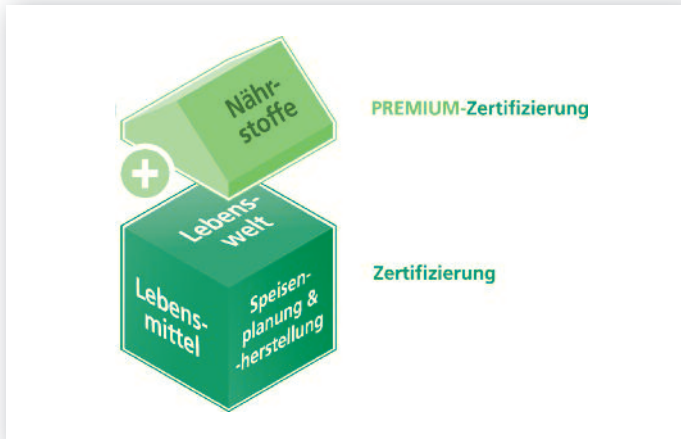 Nähr-
stoffe
PREMIUM-Zertifizierung
+
Lebens-
welt
Zertifizierung
Lebens-
mittel
Speisen-
planung &
-herstellung